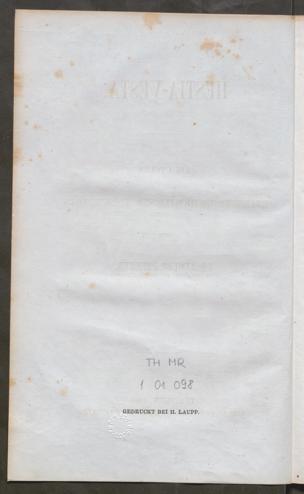 TH MR
1 01 098
GEDRUCKT BEI H. LAUPP.